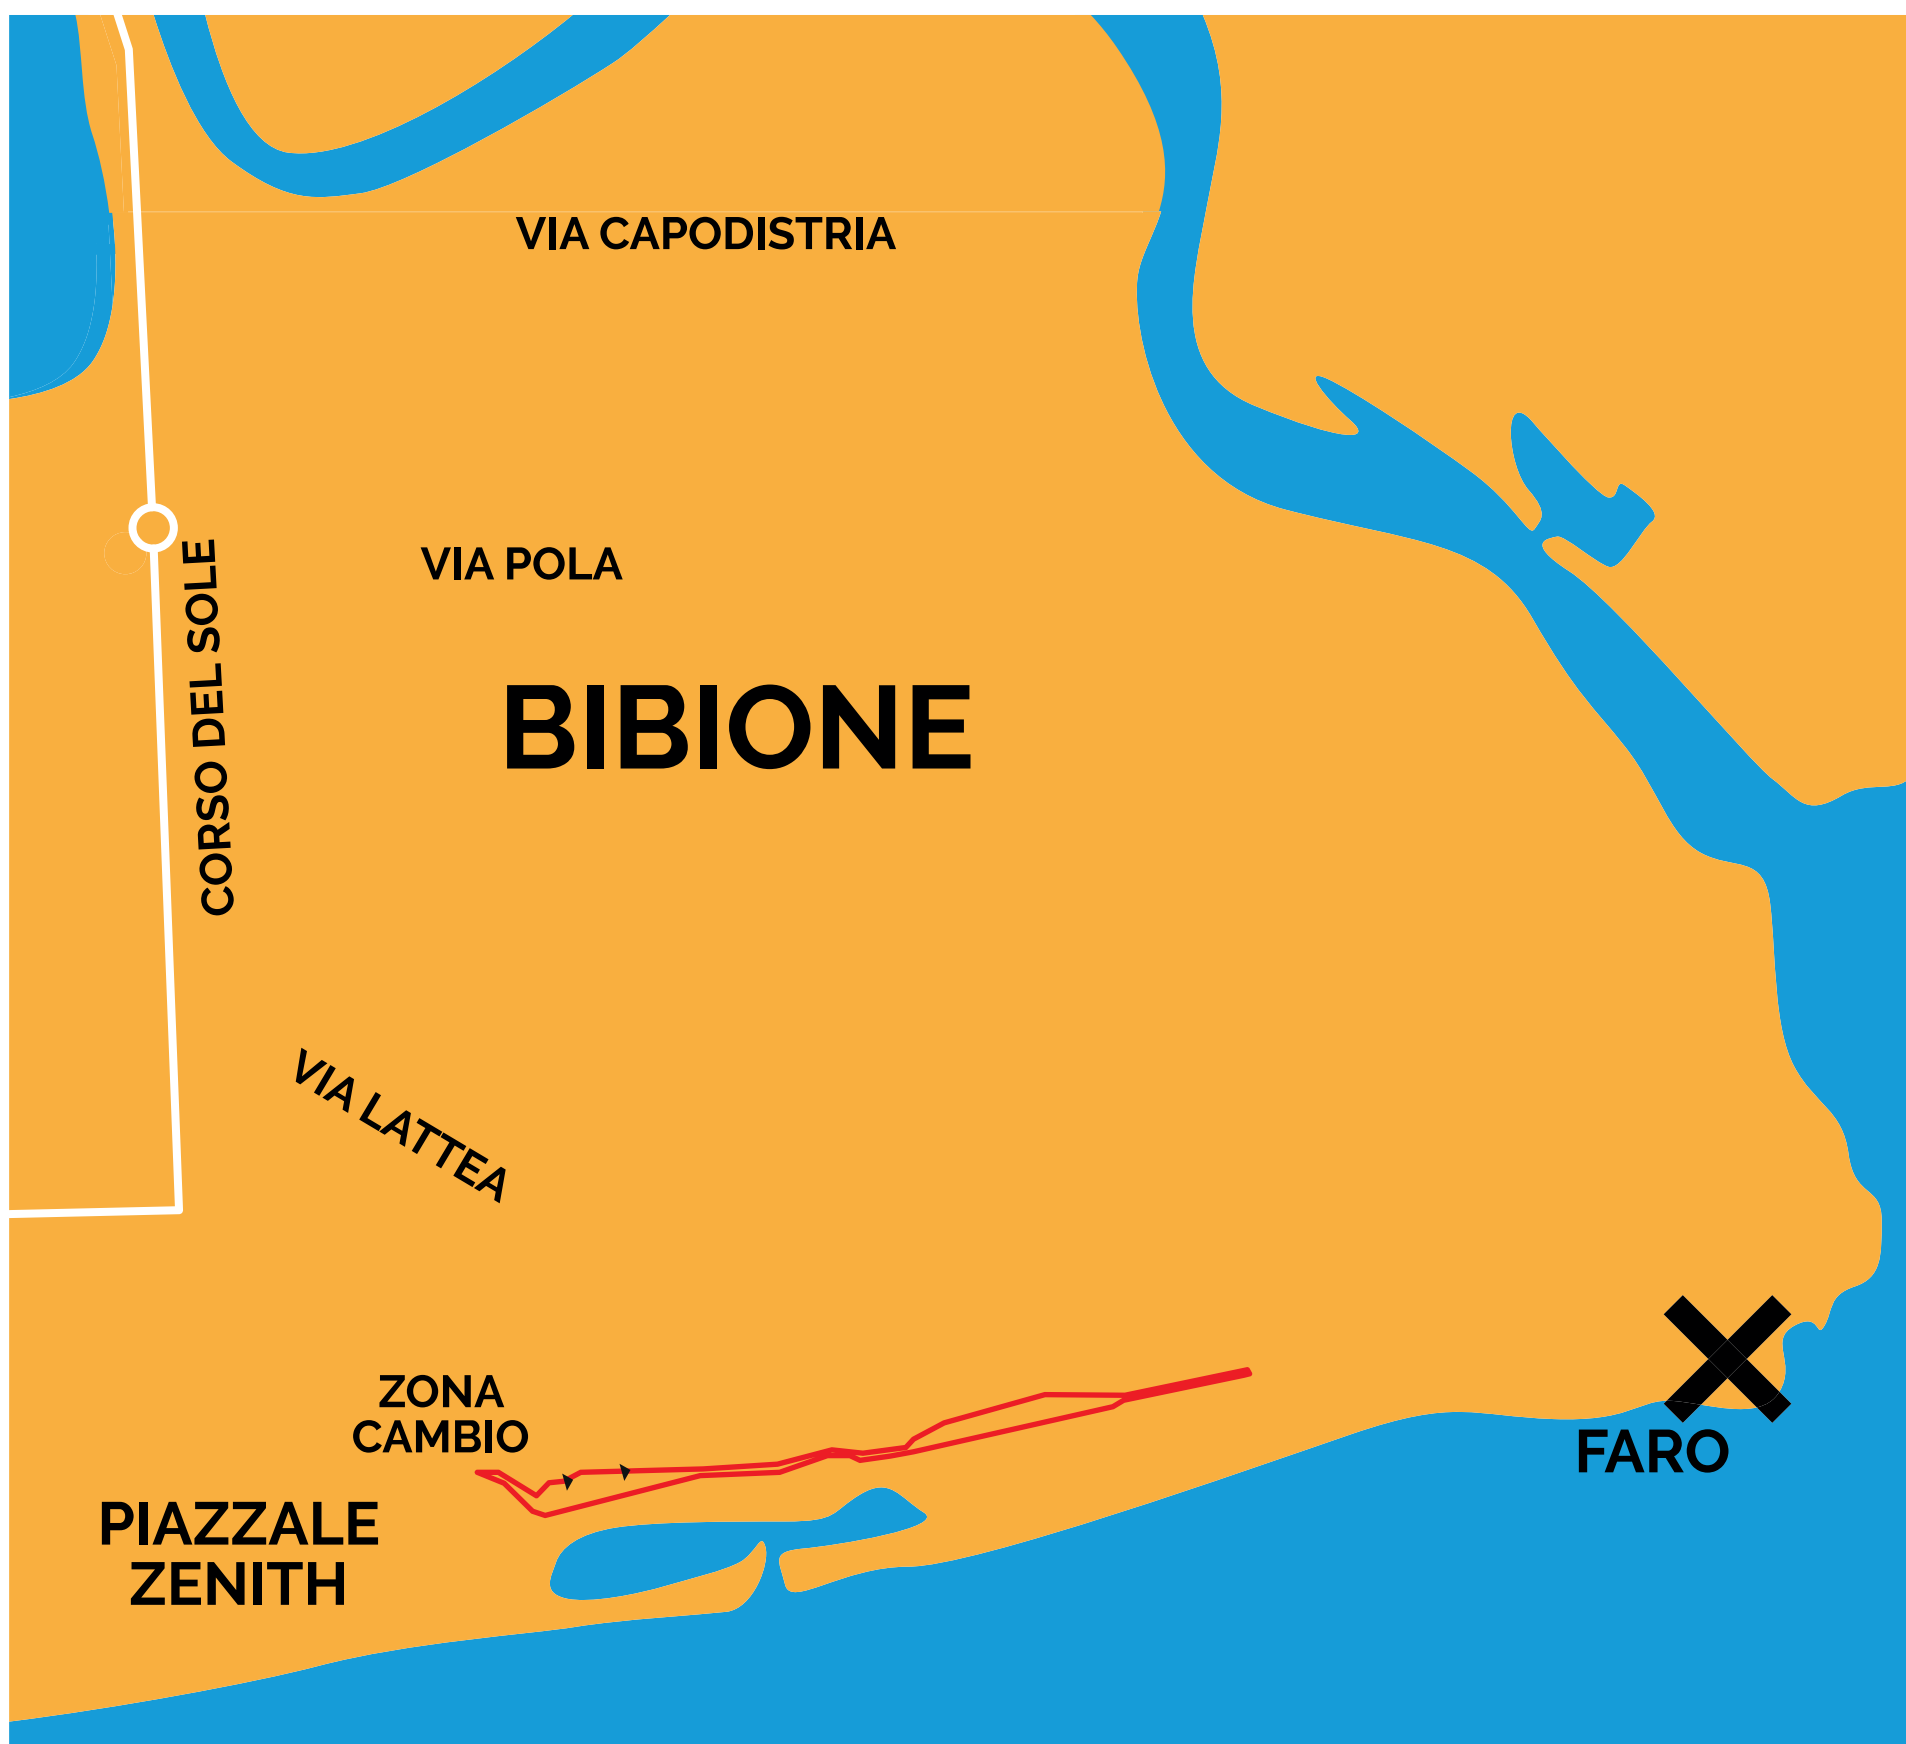 VIA CAPODISTRIA
VIA POLA
CORSO DEL SOLE
BIBIONE
VIA LATTEA
ZONA
CAMBIO
FARO
PIAZZALE
ZENITH